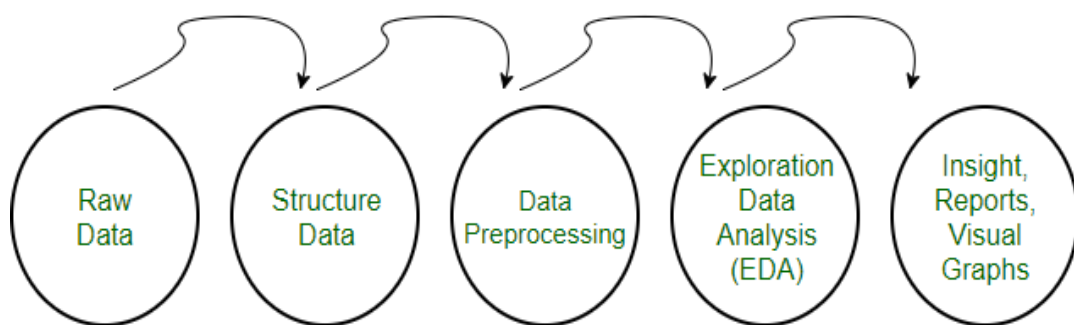 Raw
Data
Structure
Data
Data
Preprocessing
Exploration
Data
Analysis
(EDA)
Insight,
Reports,
Visual
Graphs